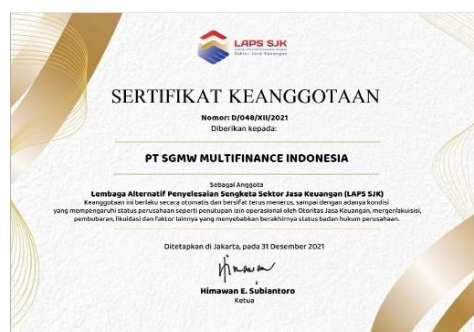 LAPS SJK
Lembaga Alternatif Penyelesaian Sengketa
Sektor Jasa Keuangan
SERTIFIKAT KEANGGOTAAN
Nomor: D/048/XII/2021
Diberikan kepada:
PT SGMW MULTIFINANCE INDONESIA
Sebagai Anggota
Lembaga Alternatif Penyelesaian Sengketa Sektor Jasa Keuangan (LAPS SJK)
Keanggotaan ini berlaku secara otomatis dan bersifat terus menerus, sampai dengan adanya kondisi
yang mempengaruhi status perusahaan seperti penutupan izin operasional oleh Otoritas Jasa Keuangan, merger/akuisisi,
pembubaran, likuidasi dan faktor lainnya yang menyebabkan berakhirnya status badan hukum perusahaan.
Ditetapkan di Jakarta, pada 31 Desember 2021
Himawan E. Subiantoro
Ketua